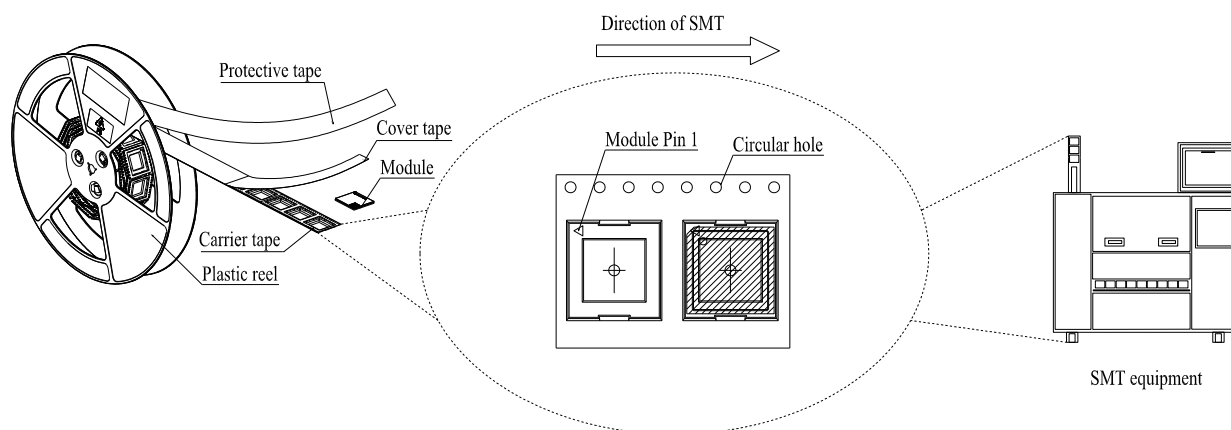 Direction of SMT
Protective tape
Cover tape
Module
Module Pin 1
Circular hole
Carrier tape
Plastic reel
SMT equipment